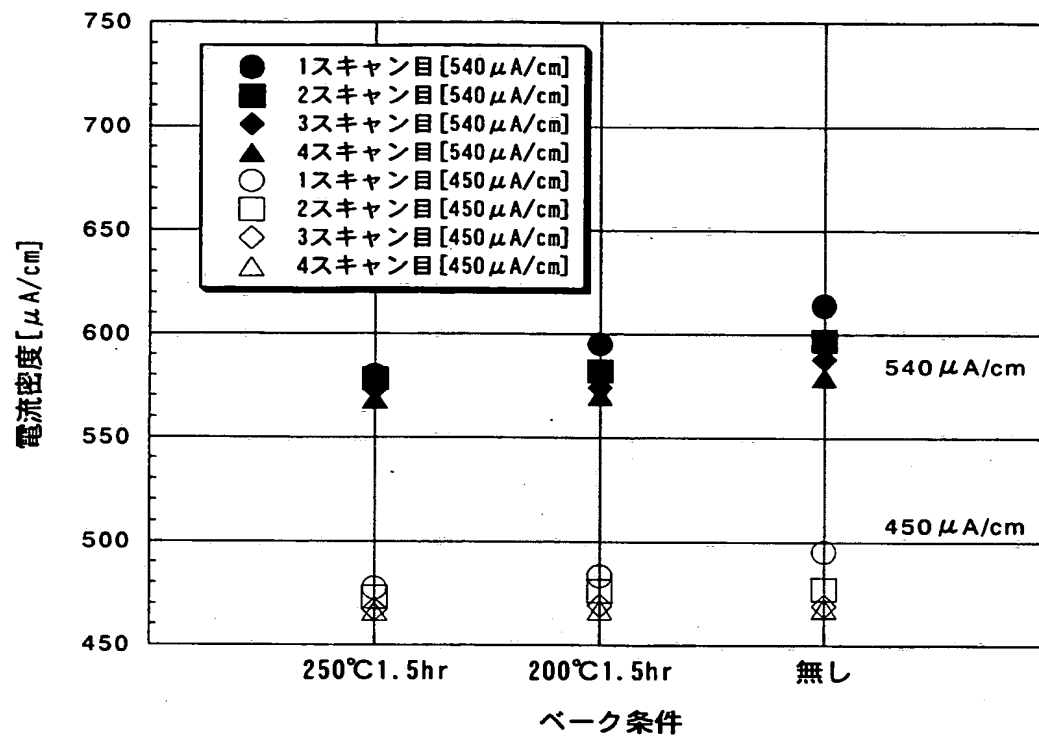 750
700
650
600
550
500
450
電流密度[μA/cm]
1スキャン目[540μA/cm]
2スキャン目[540μA/cm]
3スキャン目[540μA/cm]
4スキャン目[540μA/cm]
1スキャン目[450μA/cm]
2スキャン目[450μA/cm]
3スキャン目[450μA/cm]
4スキャン目[450μA/cm]
540μA/cm
450μA/cm
250℃1.5hr
200℃1.5hr
無し
ベーク条件